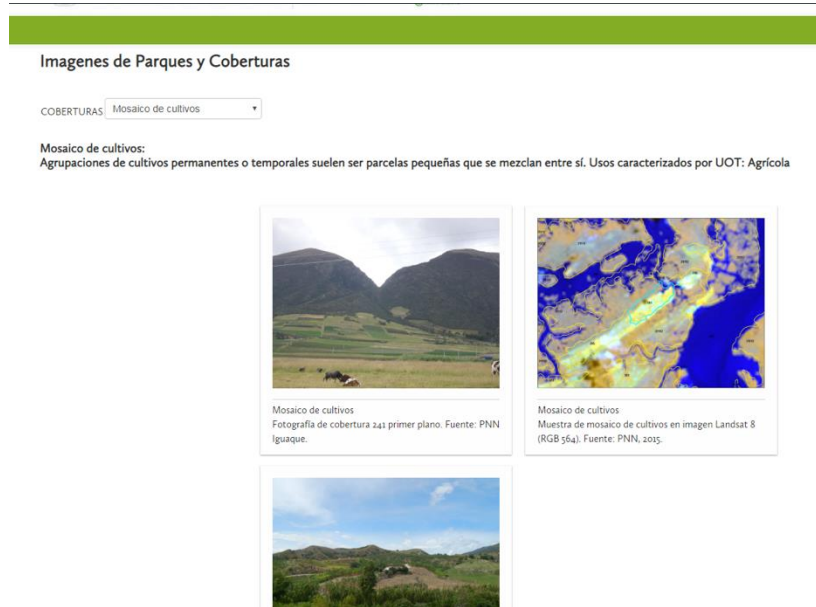 Imagenes de Parques y Coberturas
COBERTURAS Mosaico de cultivos
Mosaico de cultivos:
Agrupaciones de cultivos permanentes o temporales suelen ser parcelas pequeñas que se mezclan entre sí. Usos caracterizados por UOT: Agrícola
Mosaico de cultivos
Fotografía de cobertura 241 primer plano. Fuente: PNN
Iguaque.
Mosaico de cultivos
Muestra de mosaico de cultivos en imagen Landsat 8
(RGB 564). Fuente: PNN, 2015.